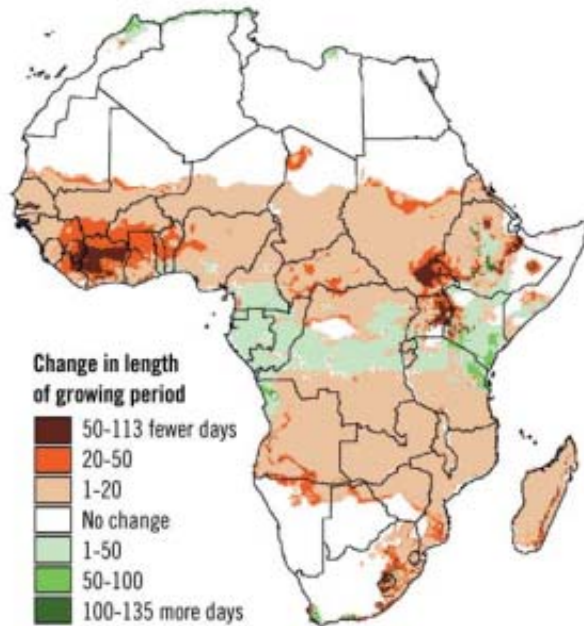 Change in length
of growing period
50-113 fewer days
20-50
1-20
No change
1-50
50-100
100-135 more days